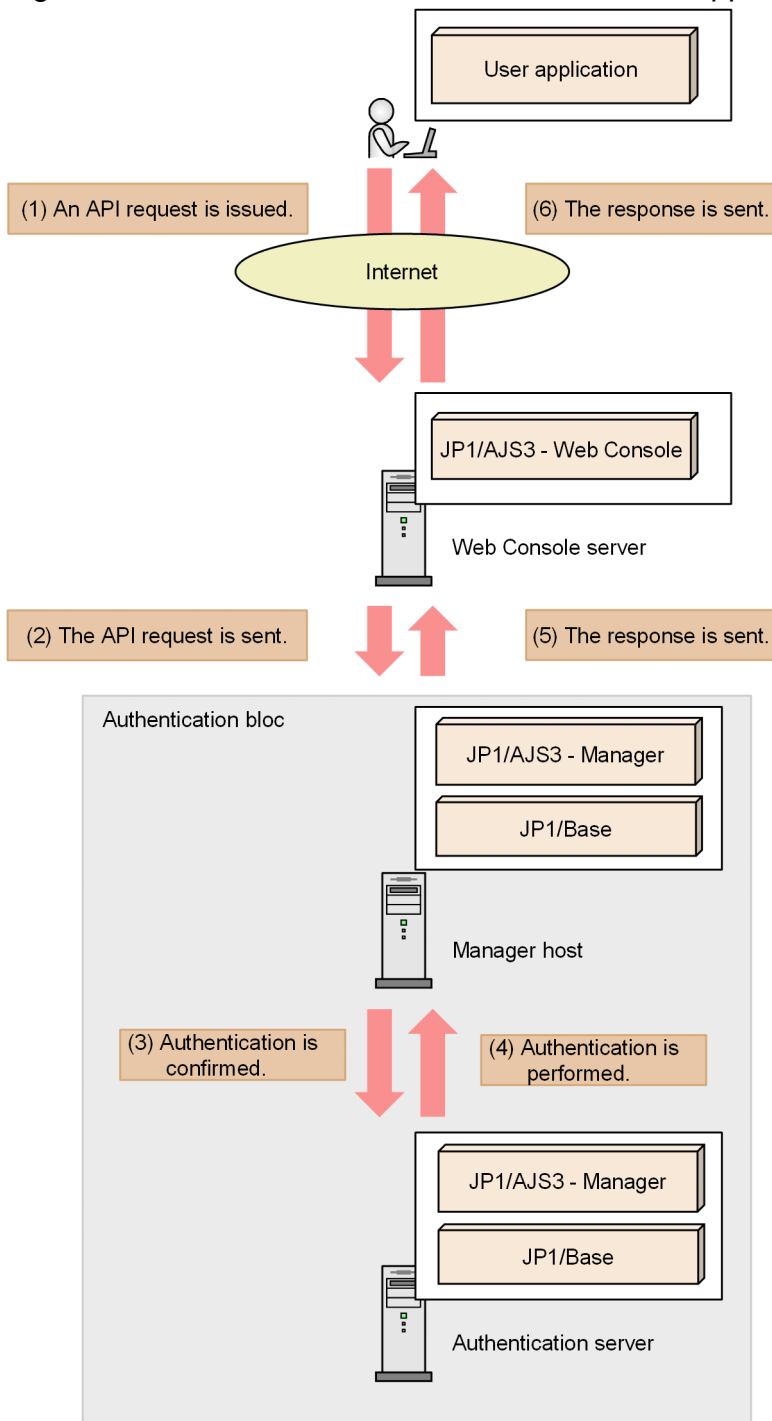 User application
(1) An API request is issued.
(6) The response is sent.
Internet
JP1/AJS3 - Web Console
Web Console server
(2) The API request is sent.
(5) The response is sent.
Authentication bloc
JP1/AJS3 - Manager
JP1/Base
Manager host
(3) Authentication is
confirmed.
(4) Authentication is
performed.
JP1/AJS3 - Manager
JP1/Base
Authentication server